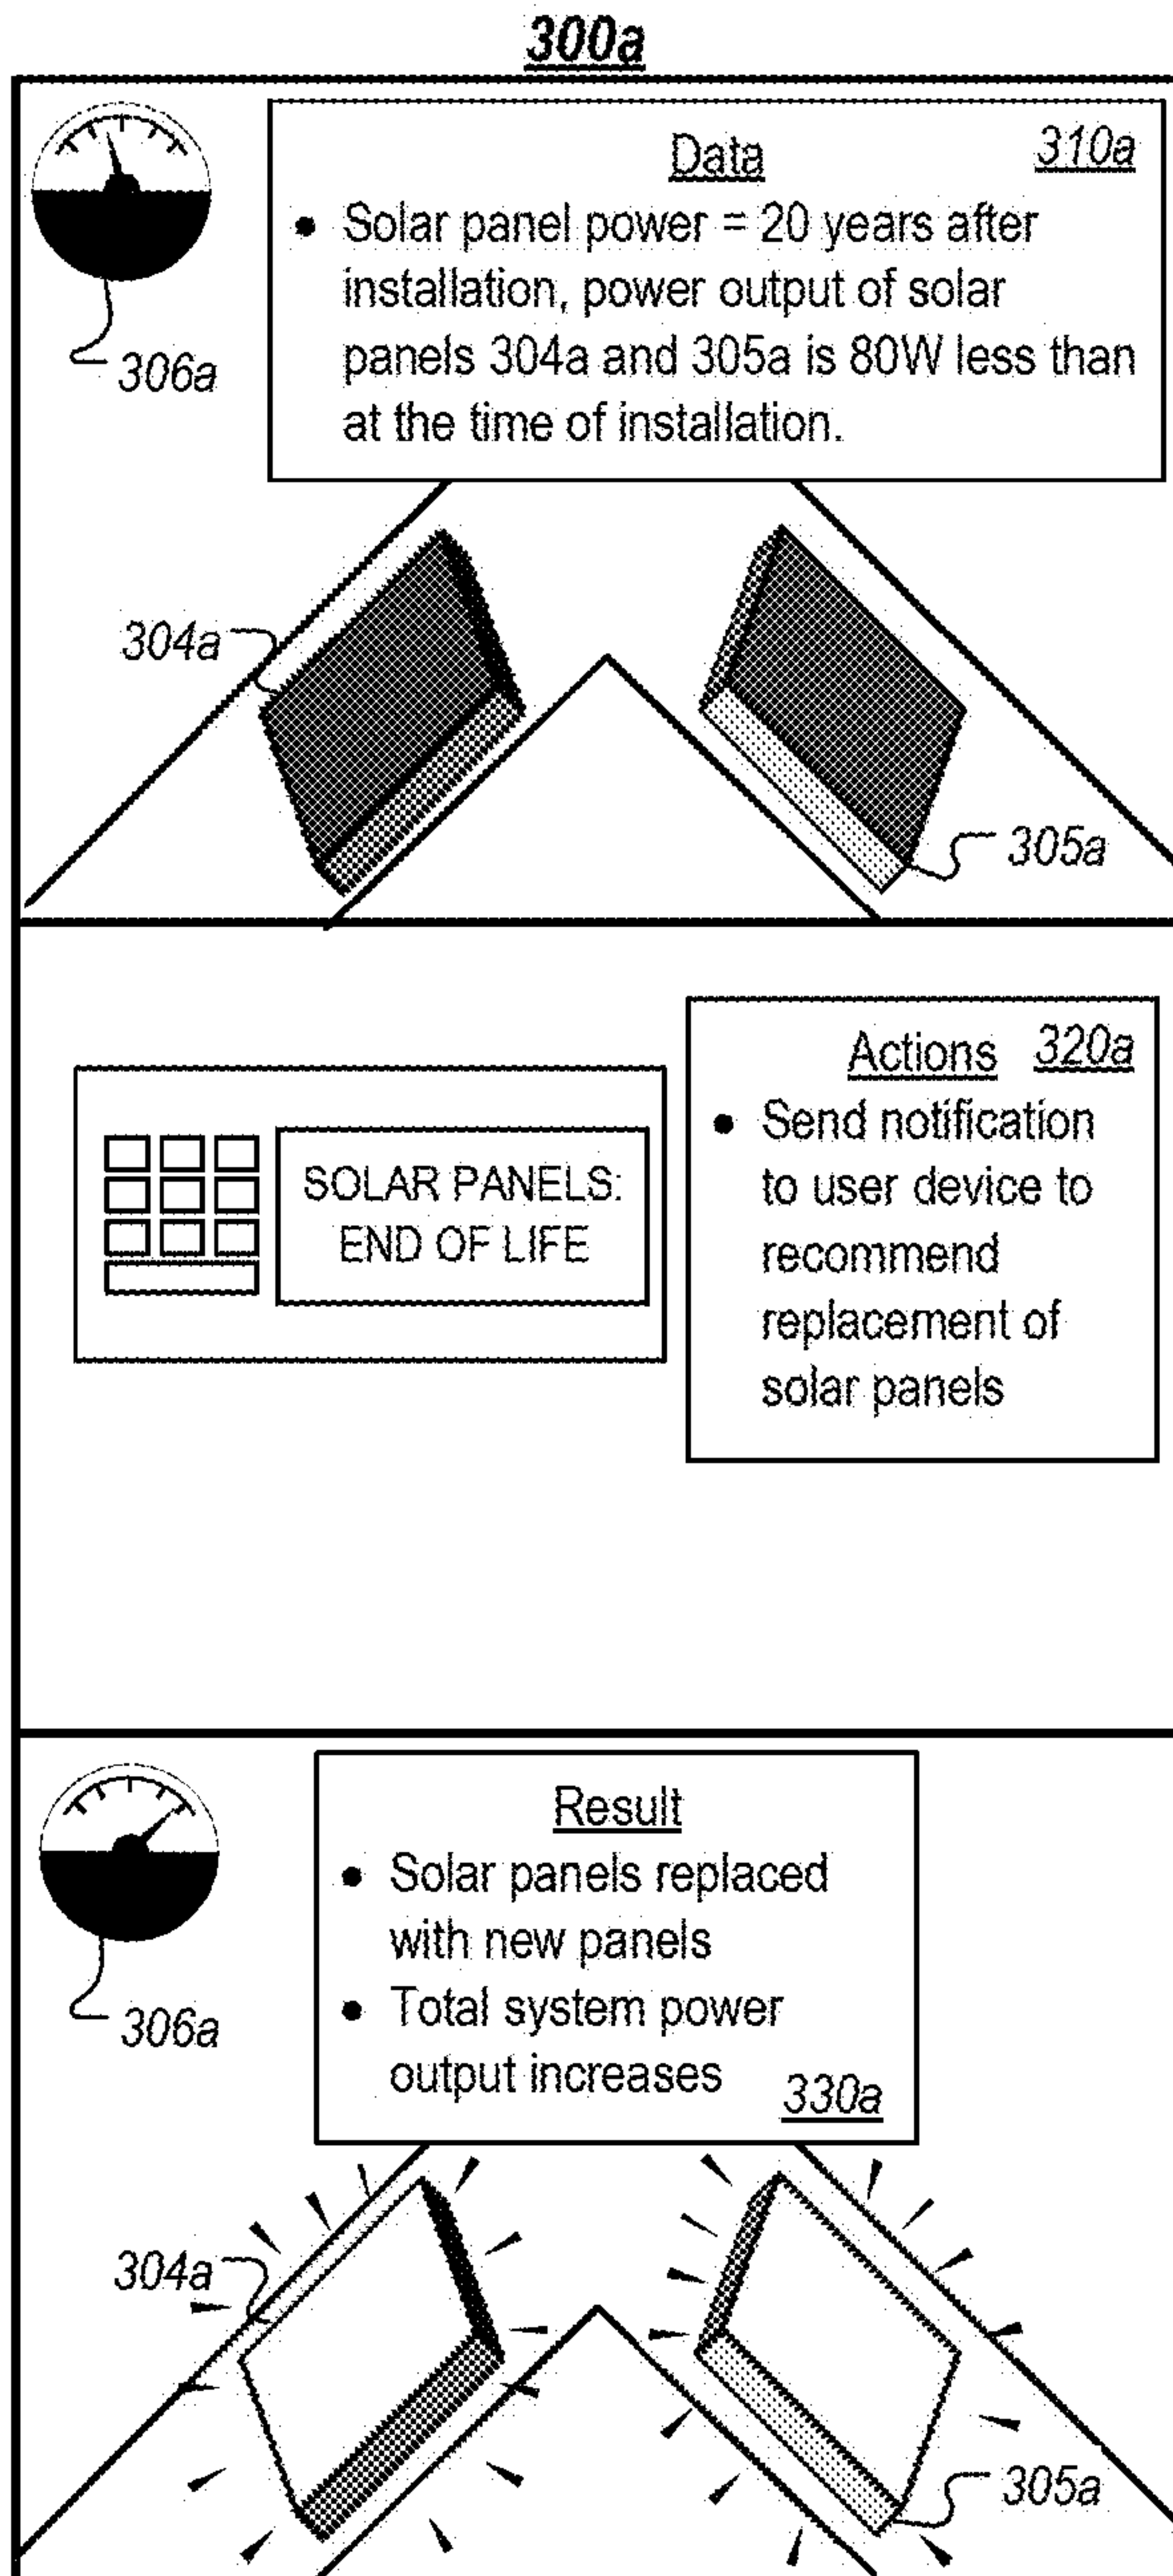 300a
Data 310a
• Solar panel power = 20 years after
installation, power output of solar
panels 304a and 305a is 80W less than
at the time of installation.
306a
304a
305a
Actions 320a
• Send notification
to user device to
recommend
replacement of
solar panels
SOLAR PANELS:
END OF LIFE
Result
• Solar panels replaced
with new panels
• Total system power
output increases
330a
306a
304a
305a